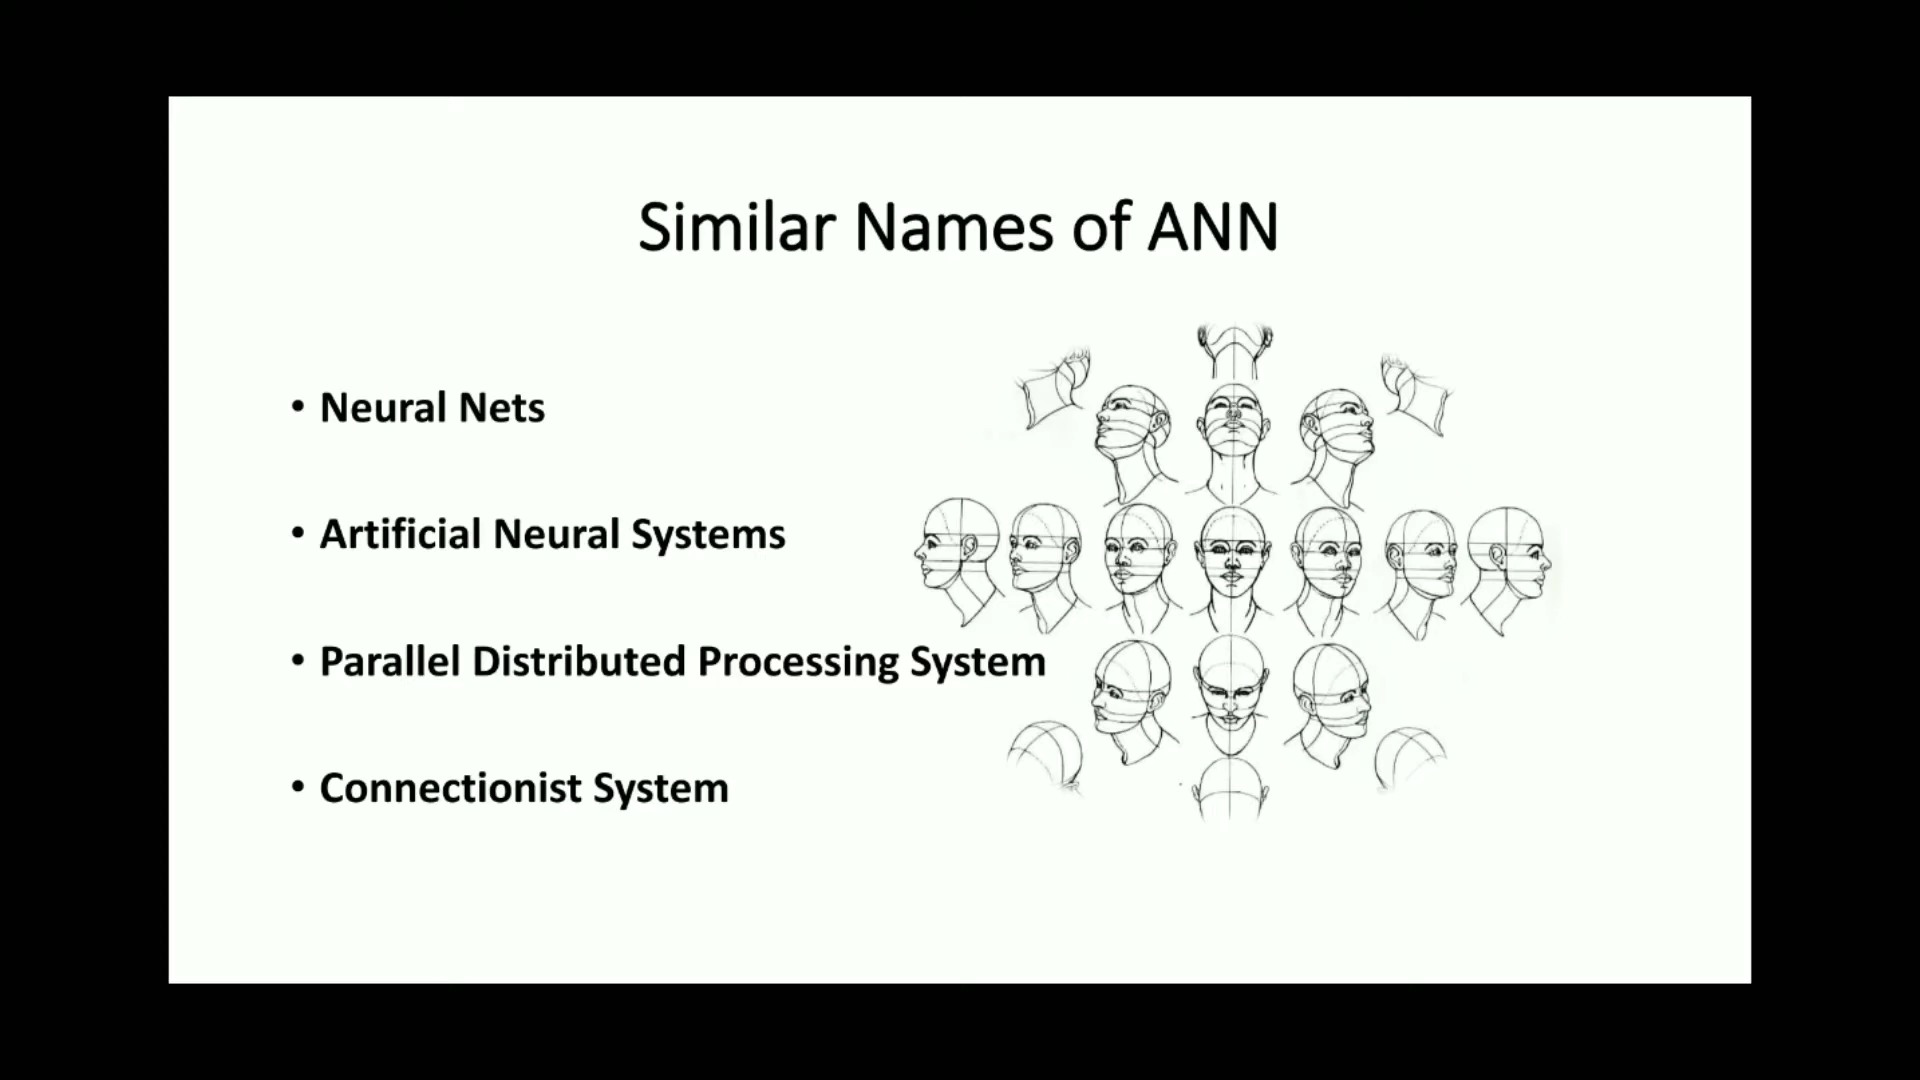 Similar Names of ANN
• Neural Nets
• Artificial Neural Systems
• Parallel Distributed Processing System
• Connectionist System